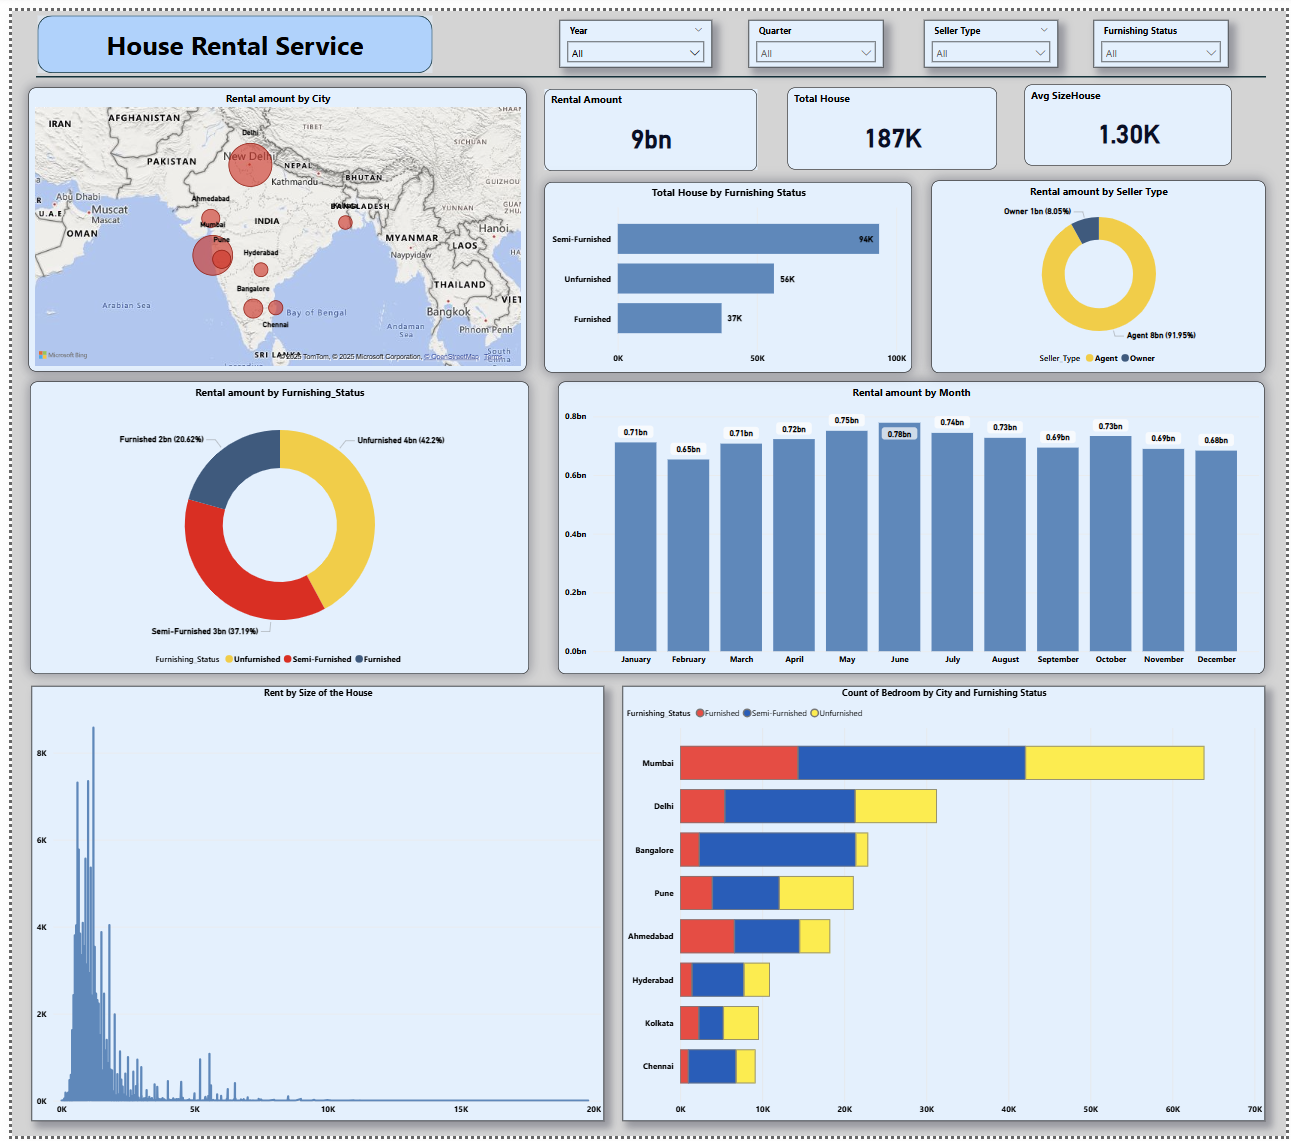 House Rental Service
Year
All
Quarter
All
Seller Type
All
Furnishing Status
All
Rental amount by City
IRAN
AFGHANISTAN
PAKISTAN
TIBET
SICHUAN
Delhi
New Delhi
NEPAL
Kathmandu
BHUTAN
GUIZHOU
Abu Dhabi
U.A.E
Muscat
Mascat
OMAN
Ahmedabad
Mumbai
Pune
INDIA
BANGLADESH
YUNNAN
Hanoi
MYANMAR
Naypyidaw
LAOS
Hyderabad
Bangalore
Chennai
THAILAND
VIET
Bangkok
Phnom Penh
Arabian Sea
Bay of Bengal
Andaman
Sea
South
China
SRI LANKA
Microsoft Bing
© 2025 TomTom, © 2025 Microsoft Corporation, © OpenStreetMap Terms
Rental Amount
9bn
Total House
187K
Avg SizeHouse
1.30K
Total House by Furnishing Status
Semi-Furnished
94K
Unfurnished
56K
Furnished
37K
0K 50K 100K
Rental amount by Seller Type
Owner 1bn (8.05%)
Agent 8bn (91.95%)
Seller_Type Agent Owner
Rental amount by Furnishing_Status
Furnished 2bn (20.62%)
Unfurnished 4bn (42.2%)
Semi-Furnished 3bn (37.19%)
Furnishing_Status Unfurnished Semi-Furnished Furnished
Rental amount by Month
0.8bn
0.6bn
0.4bn
0.2bn
0.0bn
0.71bn 0.65bn 0.71bn 0.72bn 0.75bn 0.78bn 0.74bn 0.73bn 0.69bn 0.73bn 0.69bn 0.68bn
January February March April May June July August September October November December
Rent by Size of the House
8K
6K
4K
2K
0K
0K 5K 10K 15K 20K
Count of Bedroom by City and Furnishing Status
Furnishing_Status Furnished Semi-Furnished Unfurnished
Mumbai
Delhi
Bangalore
Pune
Ahmedabad
Hyderabad
Kolkata
Chennai
0K 10K 20K 30K 40K 50K 60K 70K